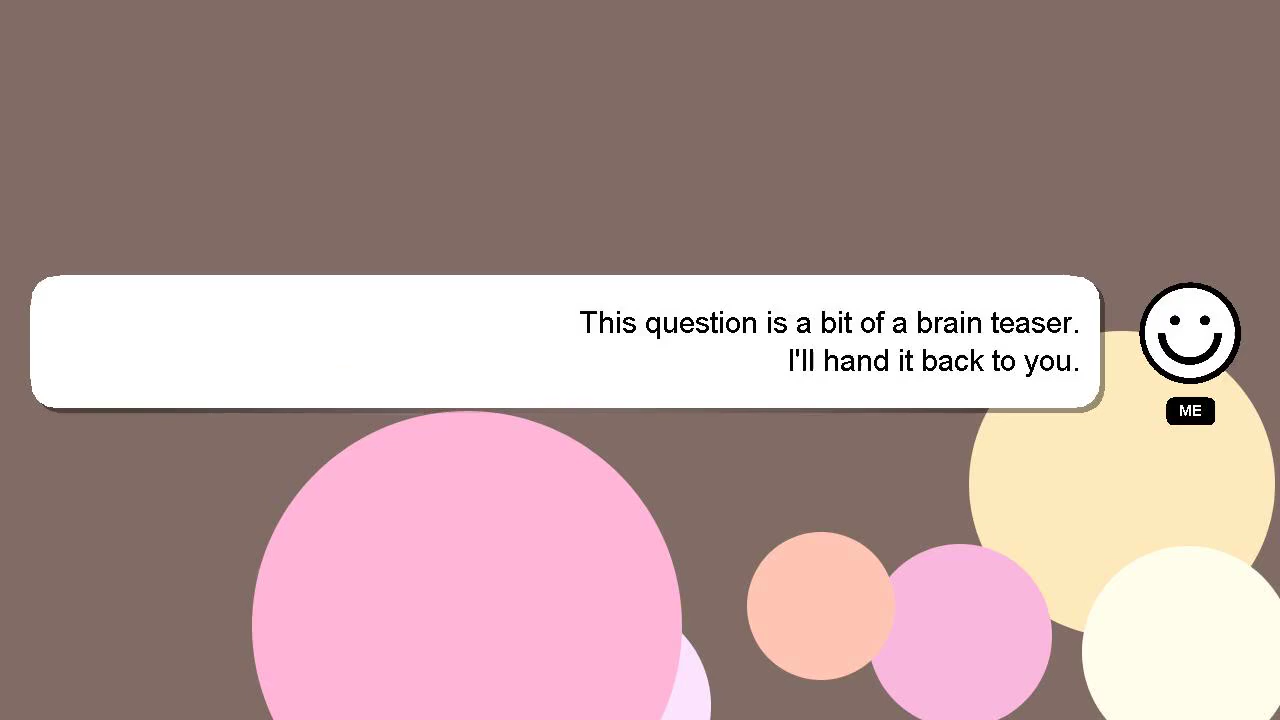 This question is a bit of a brain teaser.
I'll hand it back to you.
ME